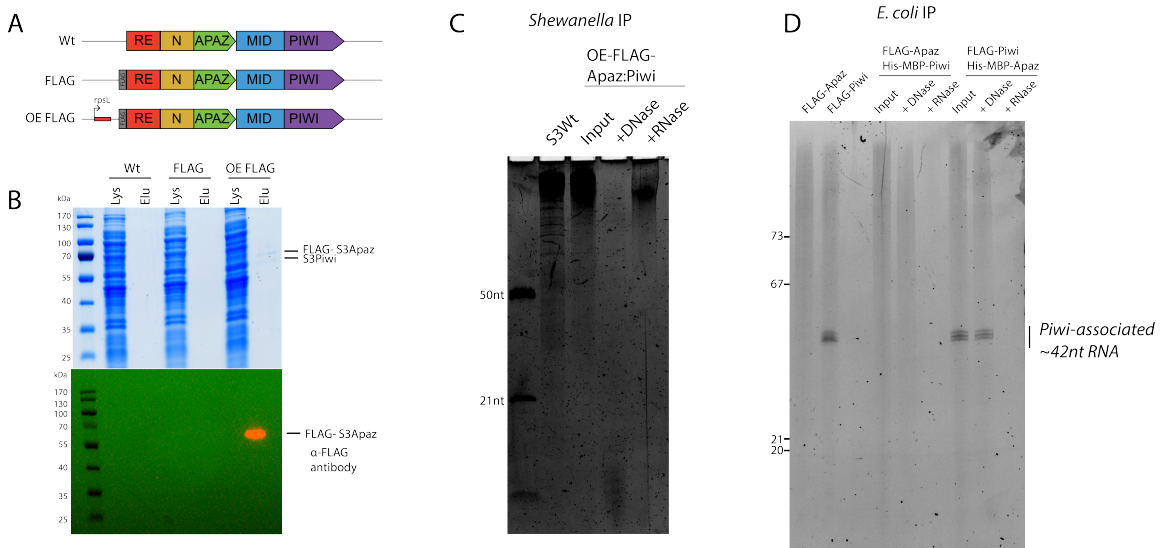 A
Wt
RE N APAZ MID PIWI
FLAG
FLAG RE N APAZ MID PIWI
rpsL
OE FLAG
FLAG RE N APAZ MID PIWI
B
Wt FLAG OE FLAG
kDa
Lys Elu Lys Elu Lys Elu
170
130
100
70
55
40
35
25
FLAG- S3Apaz
S3Piwi
kDa
170
130
100
70
55
40
35
25
FLAG- S3Apaz
α-FLAG
antibody
C
Shewanella IP
OE-FLAG-
Apaz:Piwi
S3Wt
Input
+DNase
+RNase
50nt
21nt
D
E. coli IP
FLAG-Apaz
His-MBP-Piwi
FLAG-Piwi
His-MBP-Apaz
FLAG-Apaz
FLAG-Piwi
Input
+ DNase
+ RNase
Input
+ DNase
+ RNase
73
67
21
20
Piwi-associated
~42nt RNA